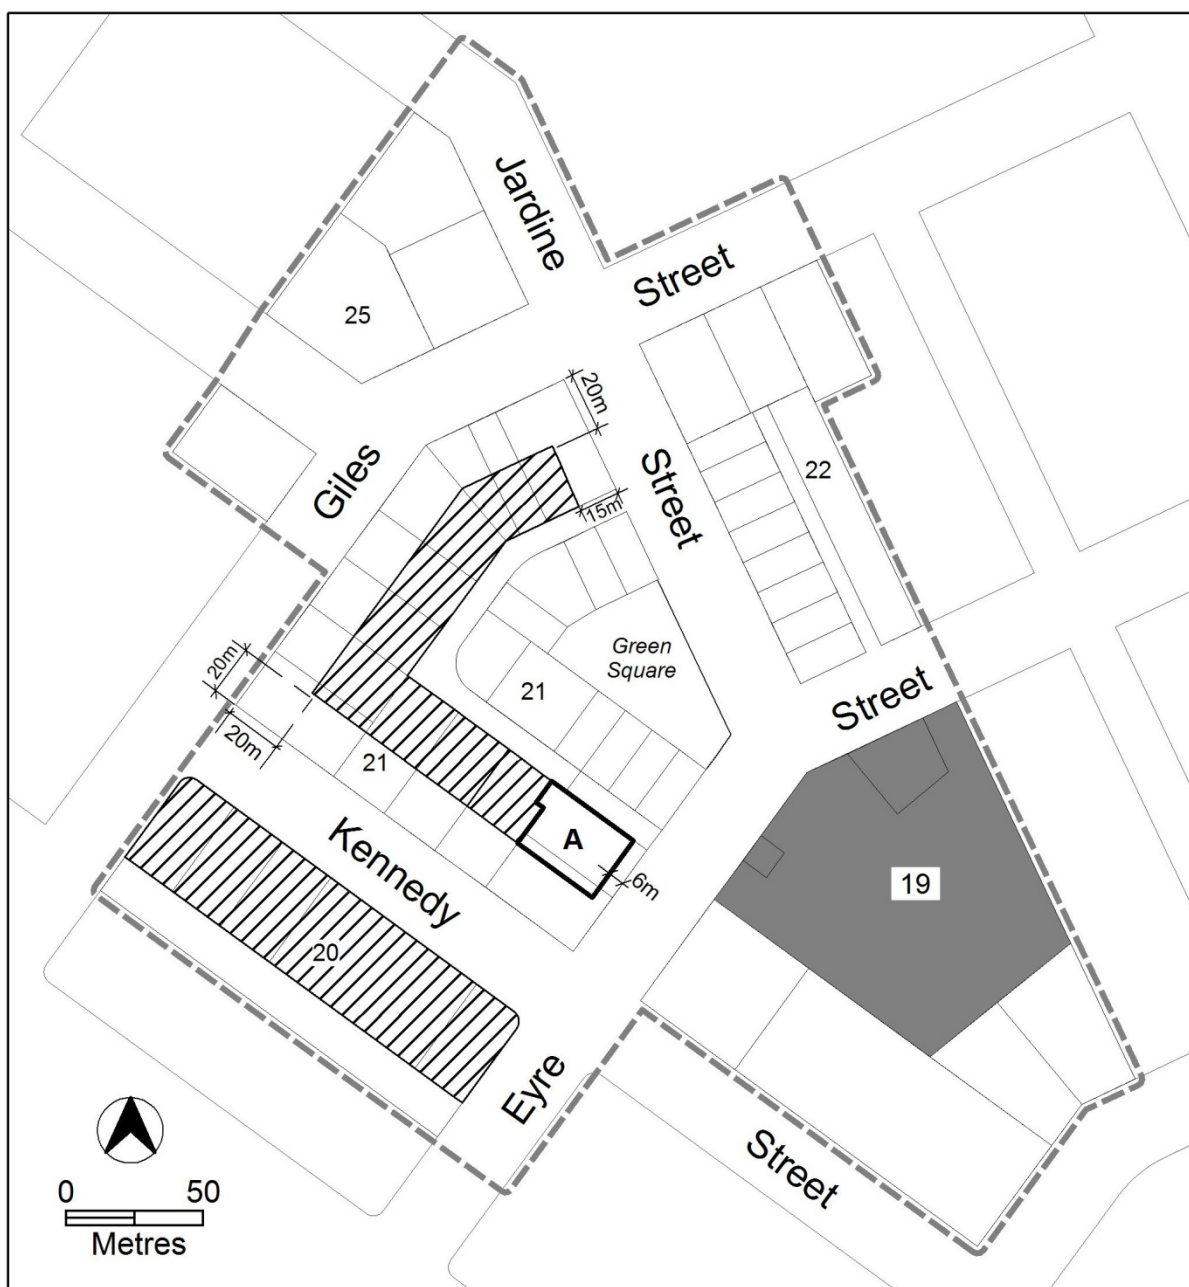 Jardine
Street
25
20m
Giles
Street
22
15m
Green
Square
20m
21
Street
20m
21
A
Kennedy
6m
19
20
Eyre
Street
0 50
Metres